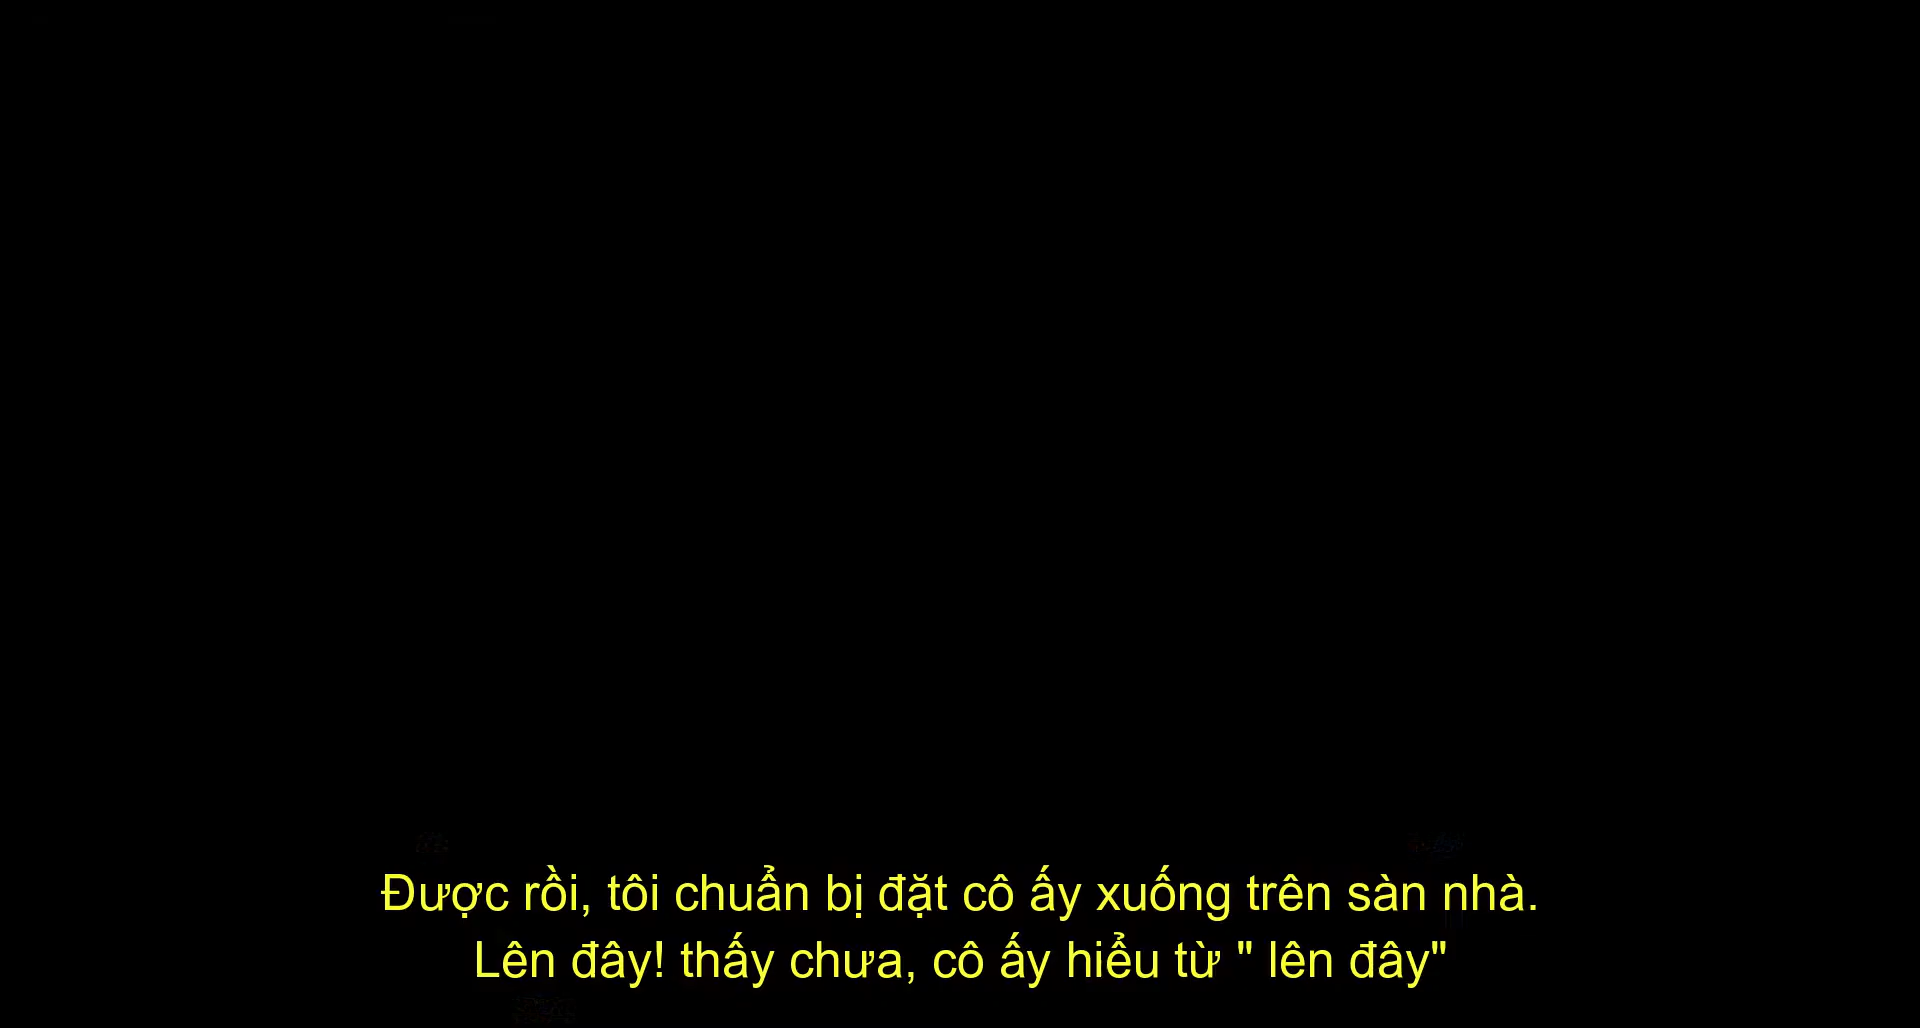 Được rồi, tôi chuẩn bị đặt cô ấy xuống trên sàn nhà.
Lên đây! thấy chưa, cô ấy hiểu từ " lên đây"